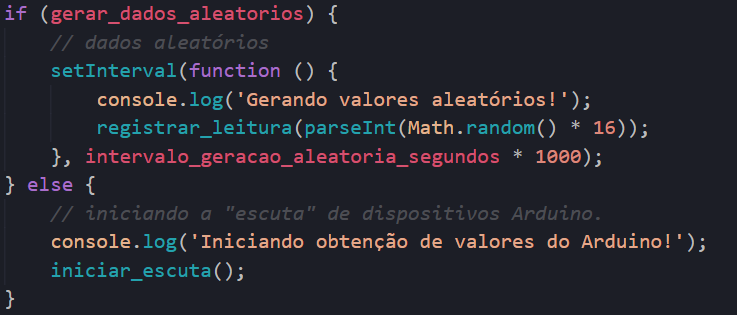 if (gerar_dados_aleatorios) {
    // dados aleatórios
    setInterval(function () {
        console.log('Gerando valores aleatórios!');
        registrar_leitura(parseInt(Math.random() * 16));
    }, intervalo_geracao_aleatoria_segundos * 1000);
} else {
    // iniciando a "escuta" de dispositivos Arduino.
    console.log('Iniciando obtenção de valores do Arduino!');
    iniciar_escuta();
}